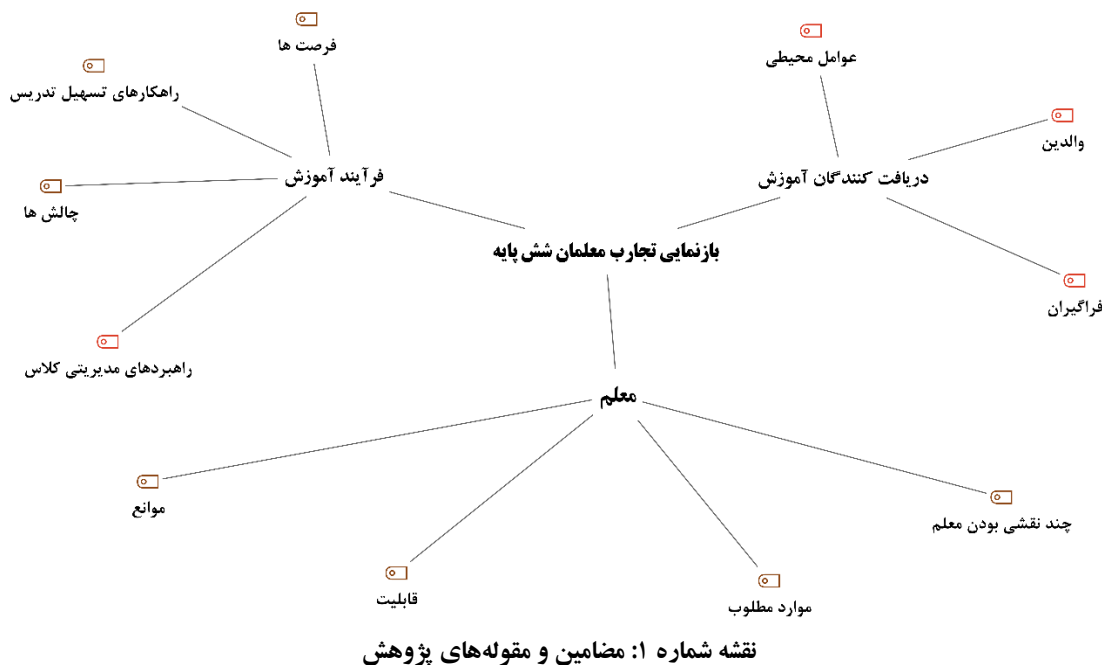 فرصت ها
عوامل محیطی
راهکارهای تسهیل تدریس
والدین
فرآیند آموزش
دریافت کنندگان آموزش
چالش ها
بازنمایی تجارب معلمان شش پایه
فراگیران
راهبردهای مدیریتی کلاس
معلم
موانع
چند نقشی بودن معلم
قابلیت
موارد مطلوب
نقشه شماره ۱: مضامین و مقوله‌های پژوهش